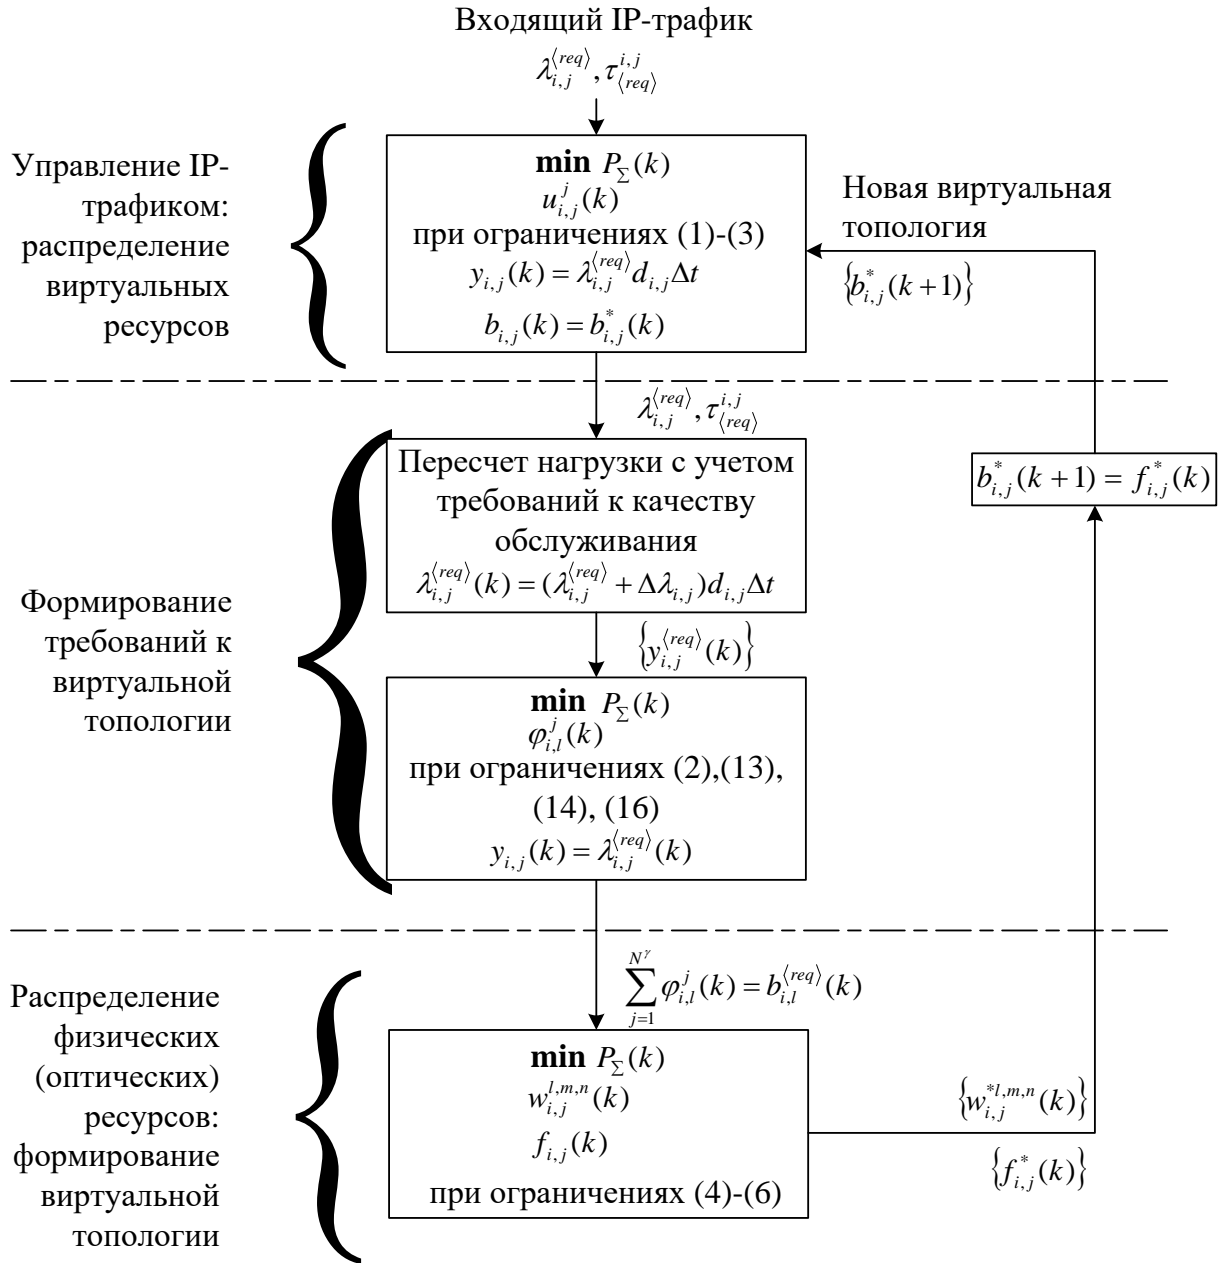 Входящий IP-трафик
λ_{i,j}^{⟨req⟩}, τ_{⟨req⟩}^{i,j}
Управление IP-
трафиком:
распределение
виртуальных
ресурсов
min P_Σ(k)
u_{i,j}^{j}(k)
при ограничениях (1)-(3)
y_{i,j}(k) = λ_{i,j}^{⟨req⟩} d_{i,j} Δt
b_{i,j}(k) = b_{i,j}^{*}(k)
Новая виртуальная
топология
{b_{i,j}^{*}(k+1)}
λ_{i,j}^{⟨req⟩}, τ_{⟨req⟩}^{i,j}
Формирование
требований к
виртуальной
топологии
Пересчет нагрузки с учетом
требований к качеству
обслуживания
λ_{i,j}^{⟨req⟩}(k) = (λ_{i,j}^{⟨req⟩} + Δλ_{i,j}) d_{i,j} Δt
b_{i,j}^{*}(k+1) = f_{i,j}^{*}(k)
{y_{i,j}^{⟨req⟩}(k)}
min P_Σ(k)
φ_{i,l}^{j}(k)
при ограничениях (2),(13),
(14), (16)
y_{i,j}(k) = λ_{i,j}^{⟨req⟩}(k)
∑_{j=1}^{N^γ} φ_{i,l}^{j}(k) = b_{i,l}^{⟨req⟩}(k)
Распределение
физических
(оптических)
ресурсов:
формирование
виртуальной
топологии
min P_Σ(k)
w_{i,j}^{l,m,n}(k)
f_{i,j}(k)
при ограничениях (4)-(6)
{w_{i,j}^{*l,m,n}(k)}
{f_{i,j}^{*}(k)}